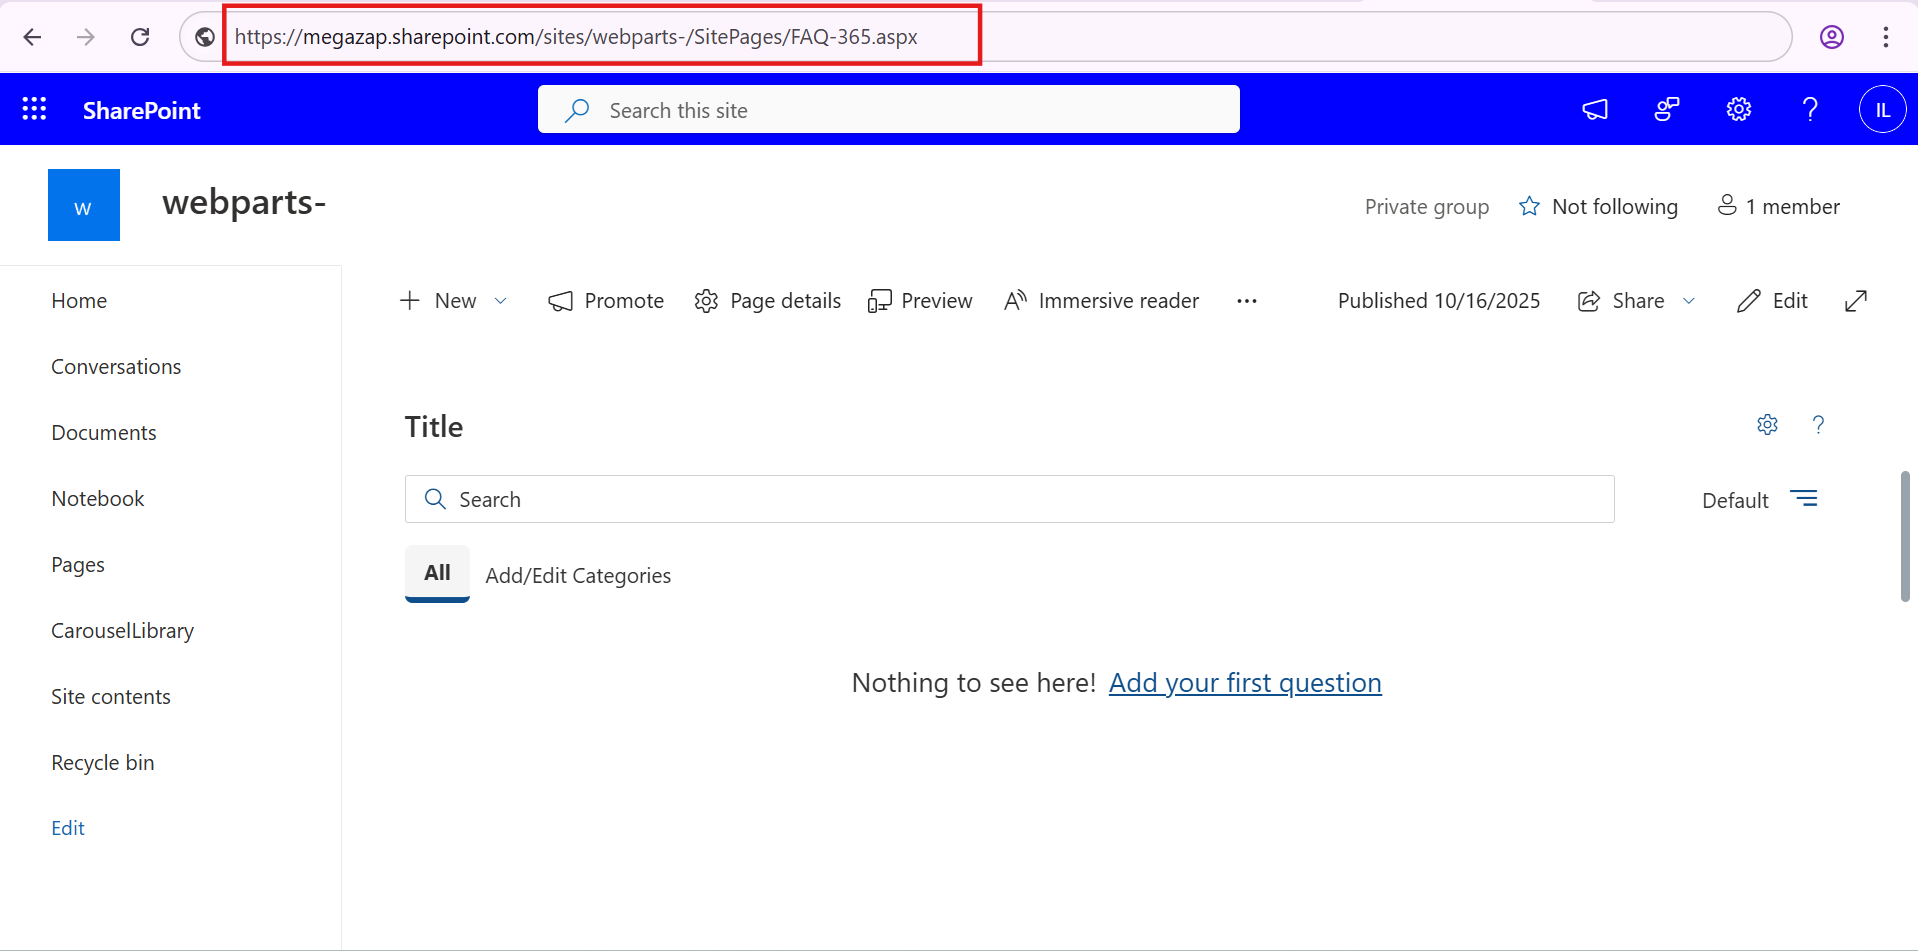 https://megazap.sharepoint.com/sites/webparts-/SitePages/FAQ-365.aspx
SharePoint
Search this site
IL
W
webparts-
Private group
Not following
1 member
Home
Conversations
Documents
Notebook
Pages
CarouselLibrary
Site contents
Recycle bin
Edit
New
Promote
Page details
Preview
Immersive reader
Published 10/16/2025
Share
Edit
Title
Search
Default
All
Add/Edit Categories
Nothing to see here! Add your first question